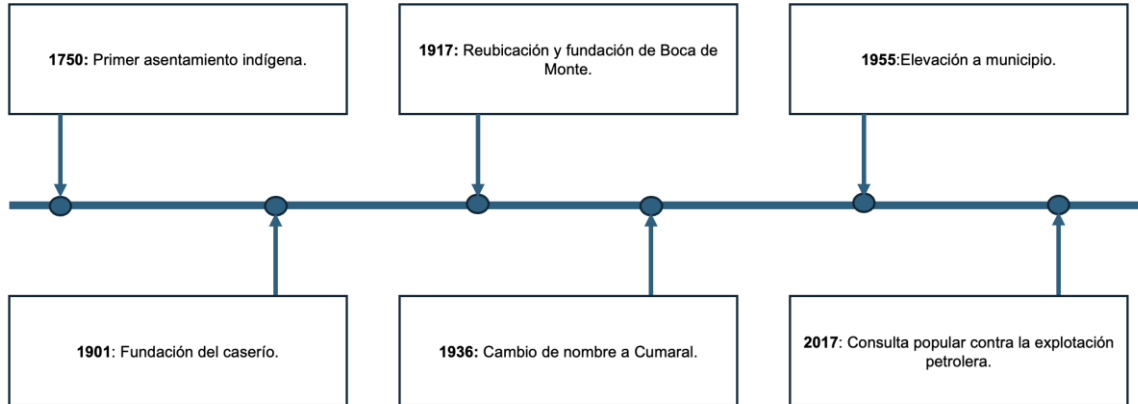 1750: Primer asentamiento indígena.
1917: Reubicación y fundación de Boca de
Monte.
1955:Elevación a municipio.
1901: Fundación del caserío.
1936: Cambio de nombre a Cumaral.
2017: Consulta popular contra la explotación
petrolera.